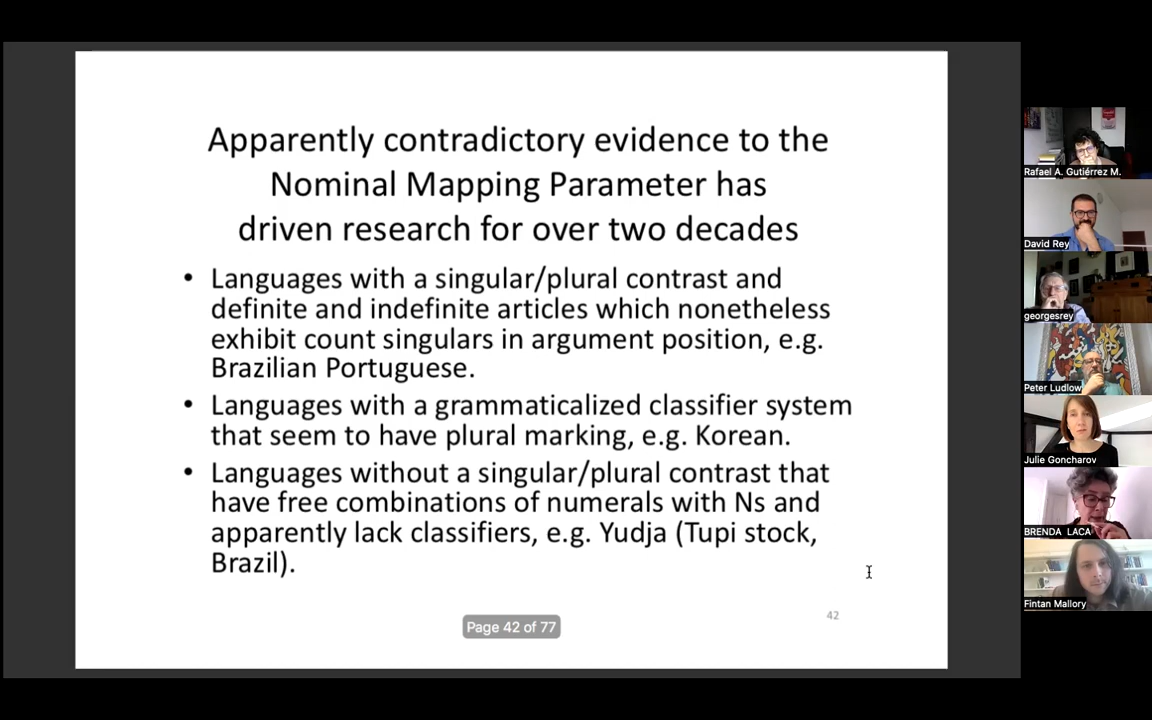 Apparently contradictory evidence to the
Nominal Mapping Parameter has
driven research for over two decades
• Languages with a singular/plural contrast and
definite and indefinite articles which nonetheless
exhibit count singulars in argument position, e.g.
Brazilian Portuguese.
• Languages with a grammaticalized classifier system
that seem to have plural marking, e.g. Korean.
• Languages without a singular/plural contrast that
have free combinations of numerals with Ns and
apparently lack classifiers, e.g. Yudja (Tupi stock,
Brazil).
42
Page 42 of 77
Rafael A. Gutiérrez M.
David Rey
georgesrey
Peter Ludlow
Julie Goncharov
BRENDA LACA
Fintan Mallory